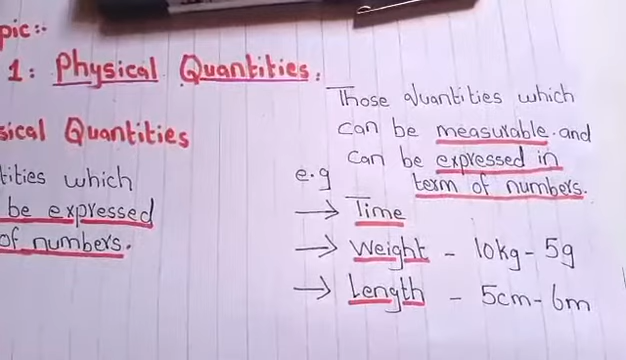 pic:-
1: Physical Quantities.
sical Quantities
tities which
be expressed
of numbers.
Those quantities which
can be measurable and
can be expressed in
term of numbers.
e.g
→ Time
→ Weight - 10kg - 5g
→ Length - 5cm - 6m